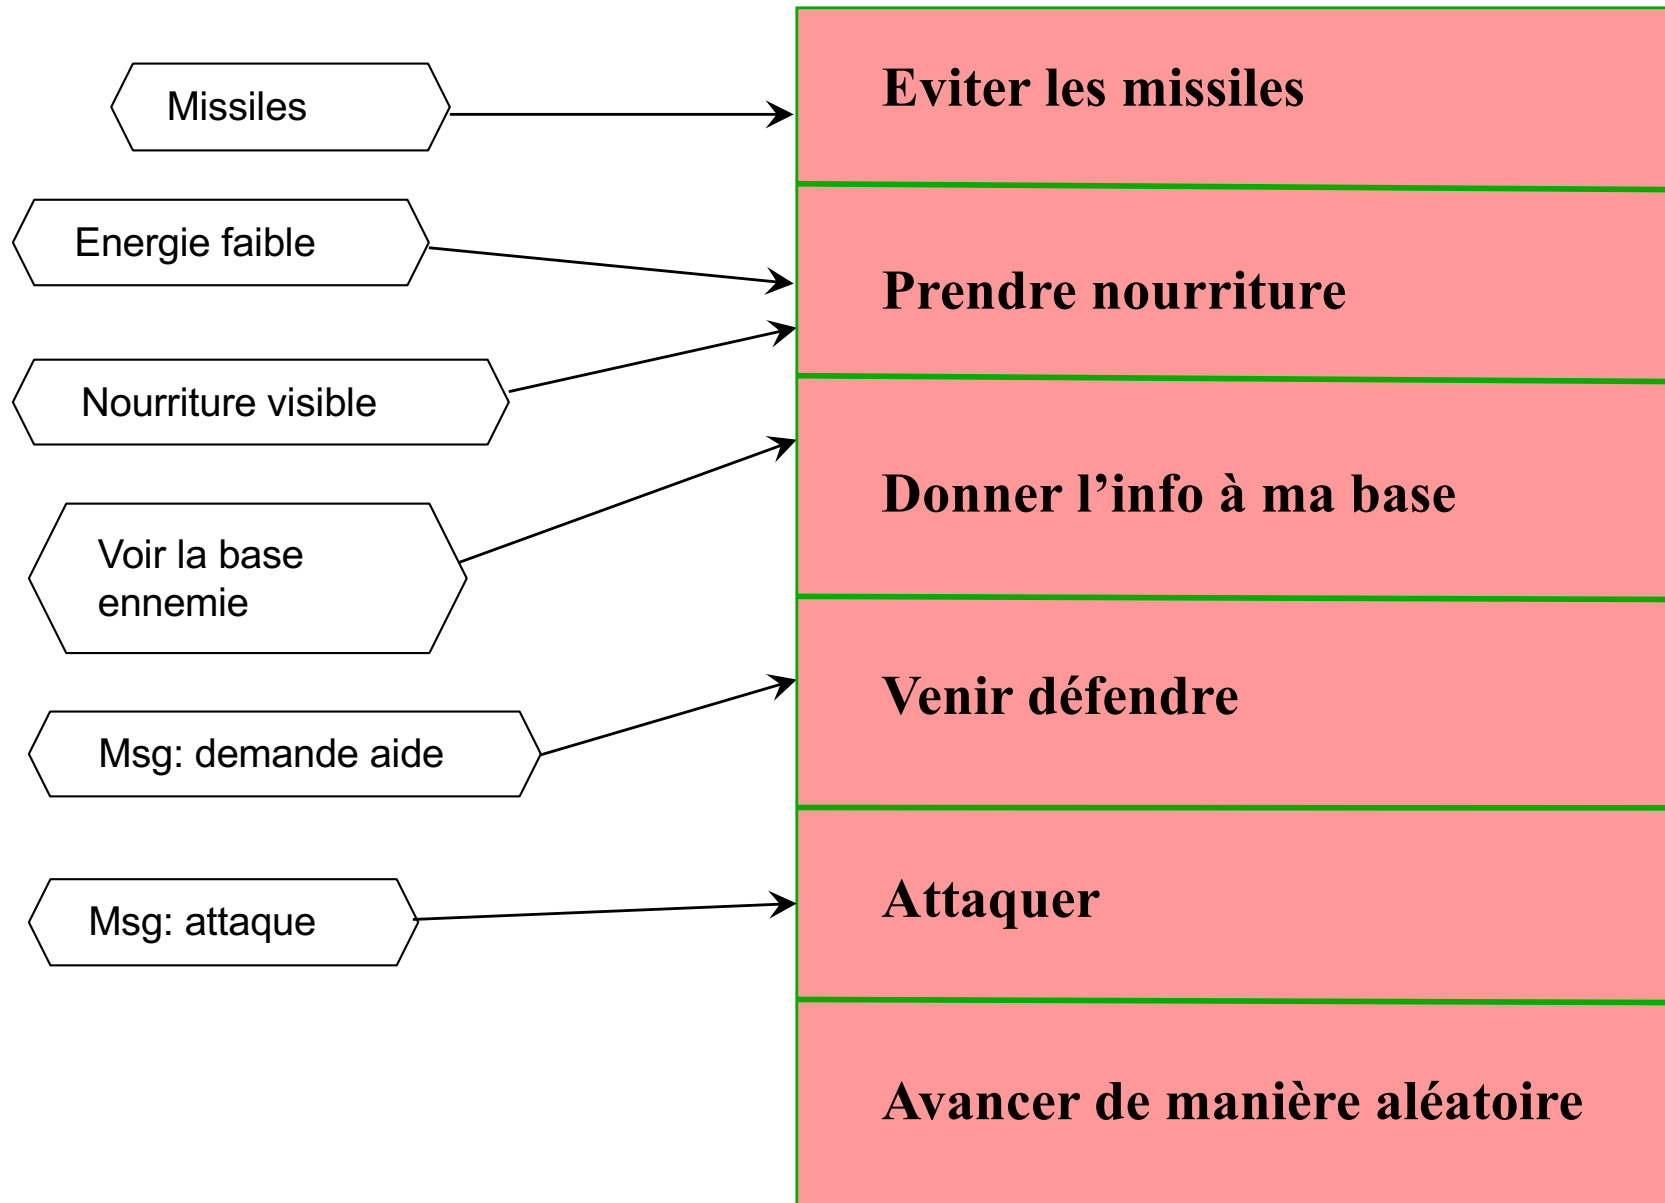 Missiles
Eviter les missiles
Energie faible
Prendre nourriture
Nourriture visible
Donner l’info à ma base
Voir la base
ennemie
Venir défendre
Msg: demande aide
Attaquer
Msg: attaque
Avancer de manière aléatoire